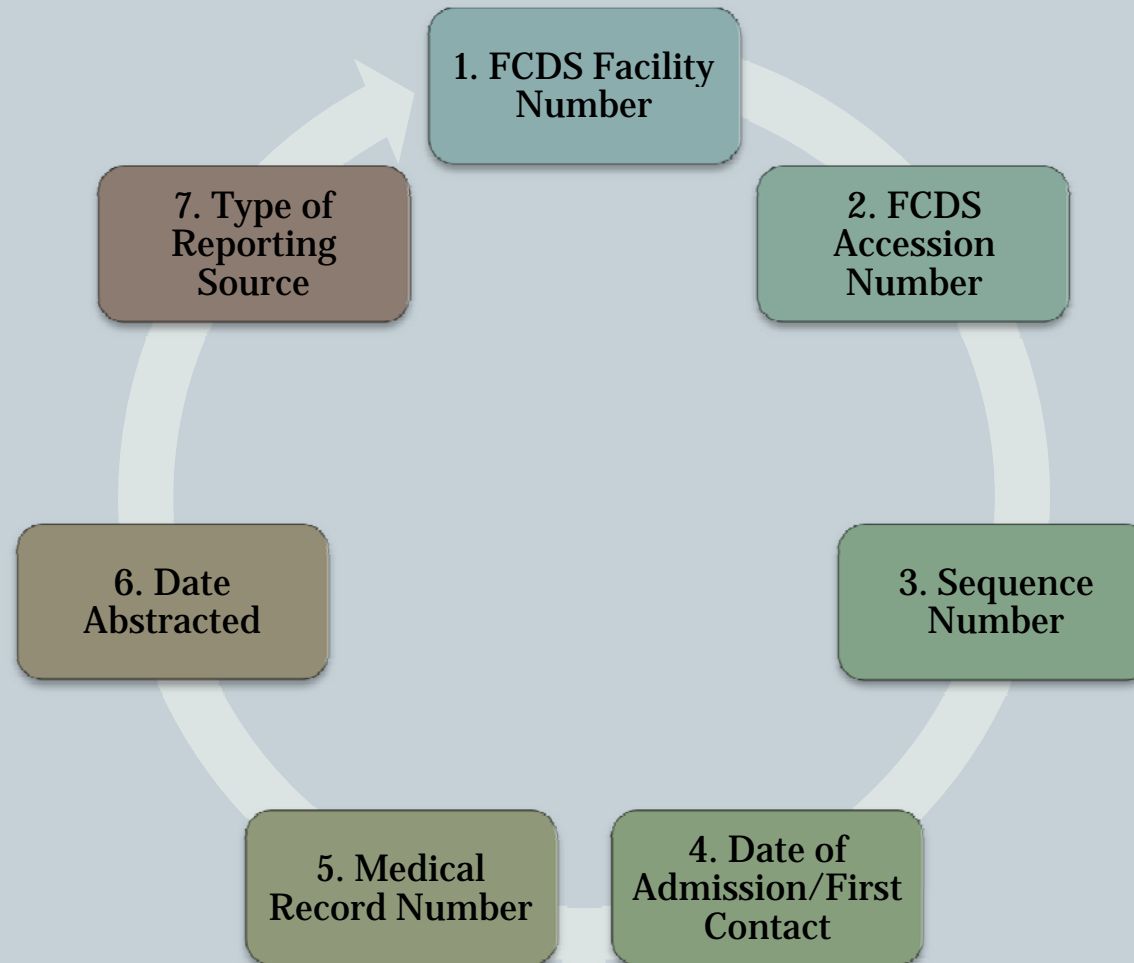 1. FCDS Facility
Number
2. FCDS
Accession
Number
3. Sequence
Number
4. Date of
Admission/First
Contact
5. Medical
Record Number
6. Date
Abstracted
7. Type of
Reporting
Source